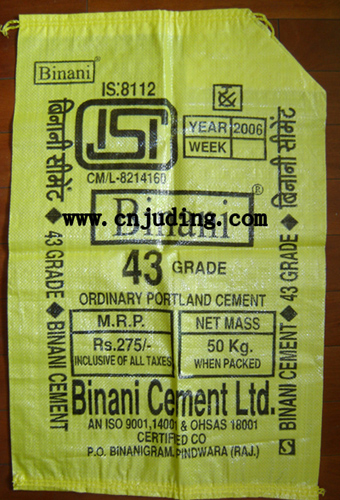 Binani®
IS:8112
ISI
YEAR 2006
WEEK
CM/L-8214160
www.cnjuding.com
Binani®
43 GRADE
ORDINARY PORTLAND CEMENT
M.R.P.
Rs.275/-
INCLUSIVE OF ALL TAXES
NET MASS
50 Kg.
WHEN PACKED
Binani Cement Ltd.
AN ISO 9001,14001 & OHSAS 18001
CERTIFIED CO
P.O. BINANIGRAM, PINDWARA (RAJ.)
बिनानी सीमेंट ◆ 43 GRADE ◆ BINANI CEMENT
BINANI CEMENT ◆ 43 GRADE ◆ बिनानी सीमेंट